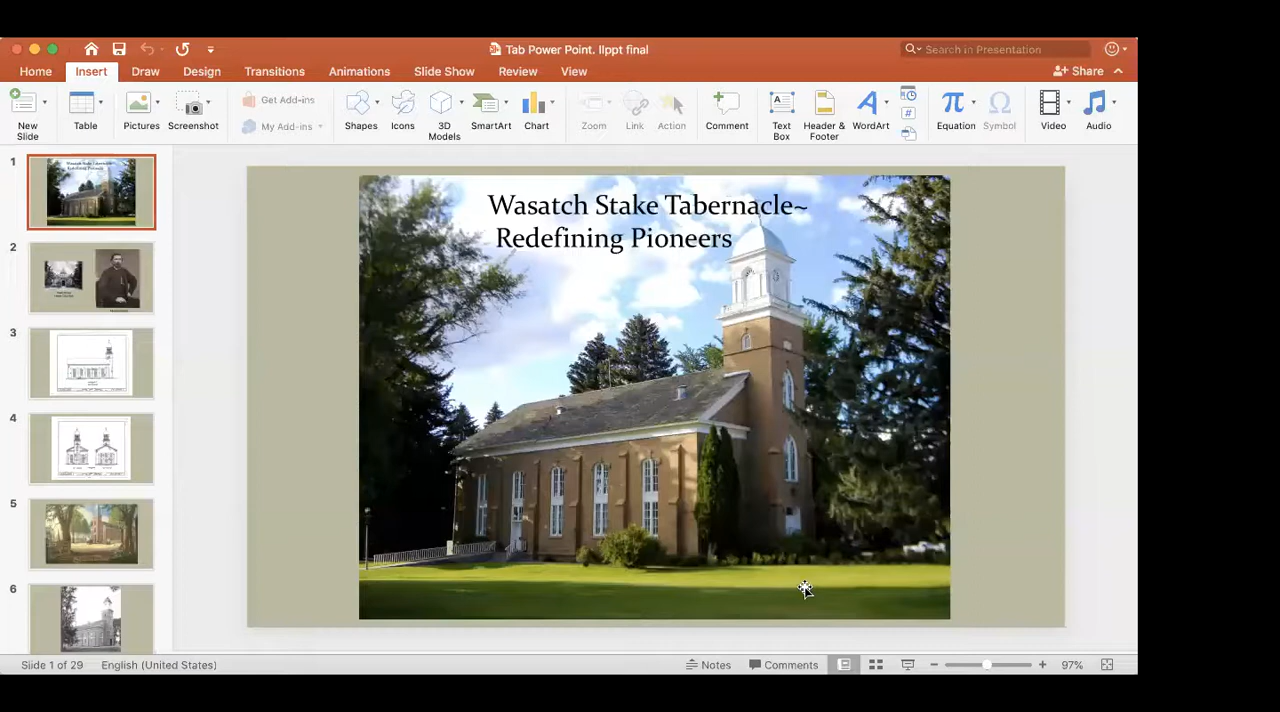 Tab Power Point. llppt final
Search in Presentation
Home Insert Draw Design Transitions Animations Slide Show Review View
Share
New Slide
Table
Pictures
Screenshot
Get Add-ins
My Add-ins
Shapes
Icons
3D Models
SmartArt
Chart
Zoom
Link
Action
Comment
Text Box
Header & Footer
WordArt
Equation
Symbol
Video
Audio
1
2
3
4
5
6
Wasatch Stake Tabernacle~
Redefining Pioneers
Slide 1 of 29 English (United States) Notes Comments 97%